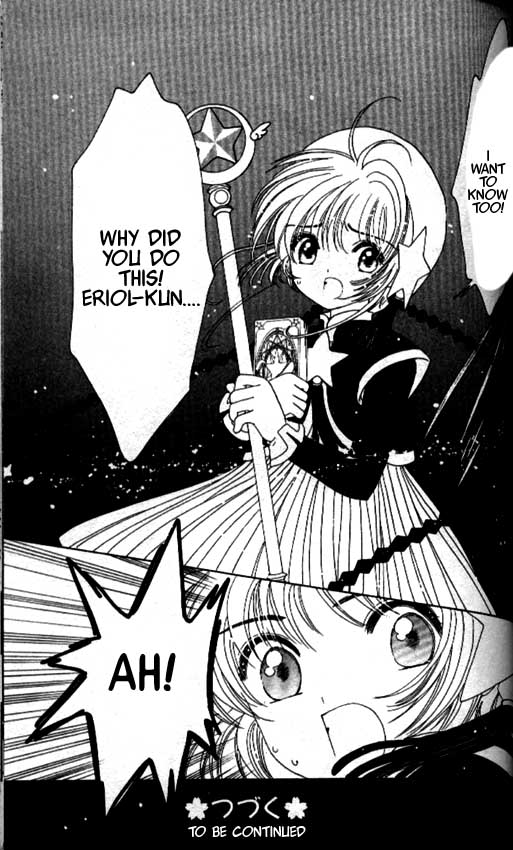 I
WANT
TO
KNOW
TOO!
WHY DID
YOU DO
THIS!
ERIOL-KUN....
AH!
つづく
TO BE CONTINUED